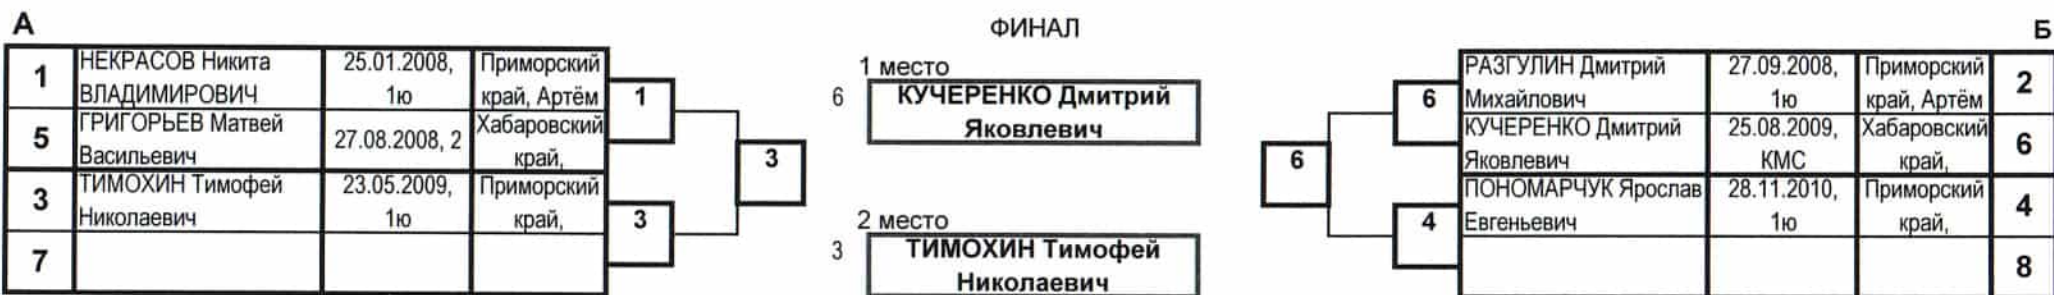 А
ФИНАЛ
Б
1
НЕКРАСОВ Никита
ВЛАДИМИРОВИЧ
25.01.2008,
1ю
Приморский
край, Артём
5
ГРИГОРЬЕВ Матвей
Васильевич
27.08.2008, 2
Хабаровский
край,
3
ТИМОХИН Тимофей
Николаевич
23.05.2009,
1ю
Приморский
край,
7
1
3
3
1 место
6
КУЧЕРЕНКО Дмитрий
Яковлевич
2 место
3
ТИМОХИН Тимофей
Николаевич
6
6
4
РАЗГУЛИН Дмитрий
Михайлович
27.09.2008,
1ю
Приморский
край, Артём
2
КУЧЕРЕНКО Дмитрий
Яковлевич
25.08.2009,
КМС
Хабаровский
край,
6
ПОНОМАРЧУК Ярослав
Евгеньевич
28.11.2010,
1ю
Приморский
край,
4
8